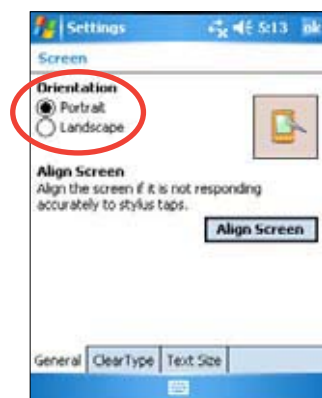 Settings 5:13 ok
Screen
Orientation
Portrait
Landscape
Align Screen
Align the screen if it is not responding
accurately to stylus taps.
Align Screen
General ClearType Text Size